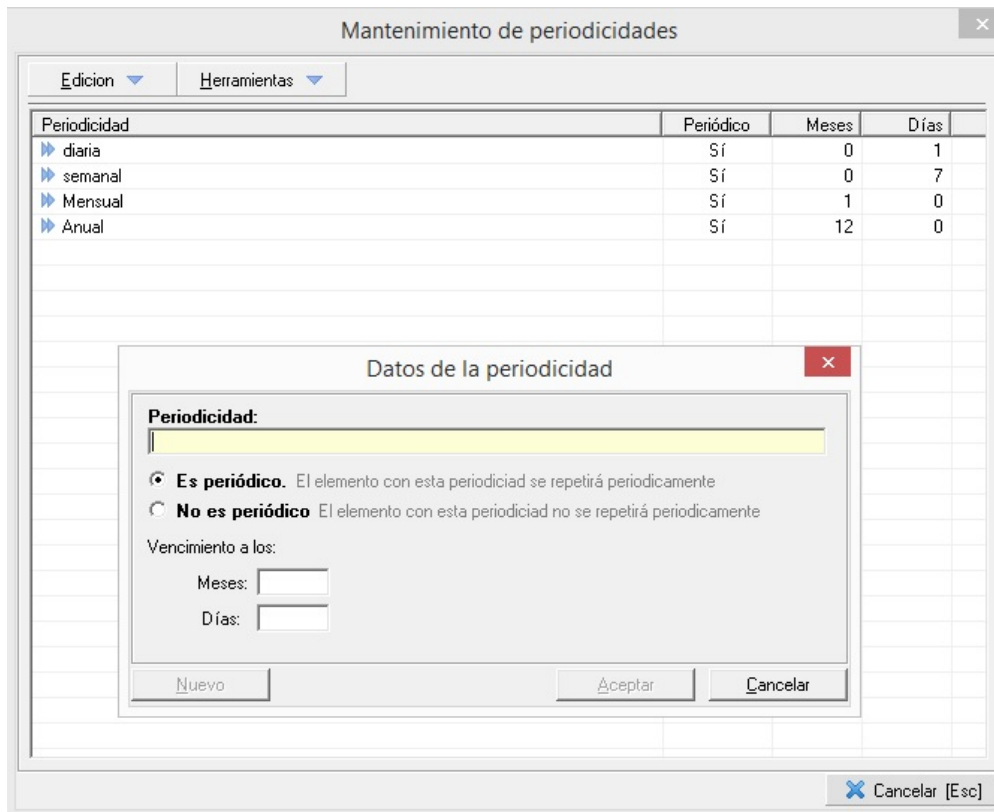 Mantenimiento de periodicidades
Edicion Herramientas
Periodicidad Periódico Meses Días
diaria Sí 0 1
semanal Sí 0 7
Mensual Sí 1 0
Anual Sí 12 0
Datos de la periodicidad
Periodicidad:
Es periódico. El elemento con esta periodiciad se repetirá periodicamente
No es periódico El elemento con esta periodiciad no se repetirá periodicamente
Vencimiento a los:
Meses:
Días:
Nuevo Aceptar Cancelar
Cancelar [Esc]